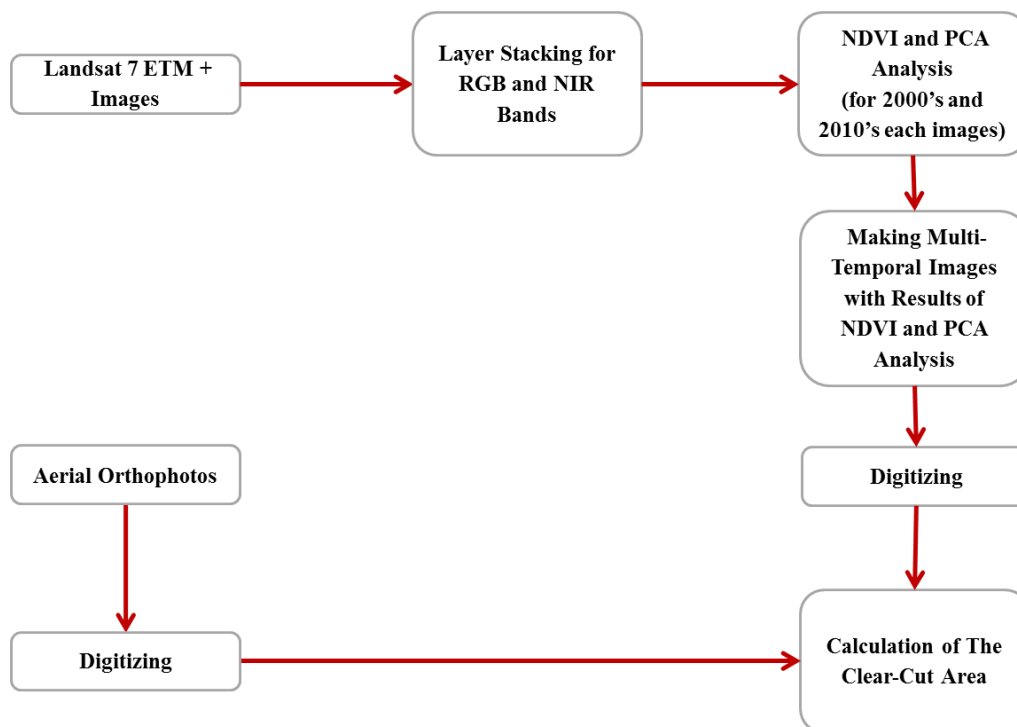 Landsat 7 ETM +
Images
Layer Stacking for
RGB and NIR
Bands
NDVI and PCA
Analysis
(for 2000’s and
2010’s each images)
Making Multi-
Temporal Images
with Results of
NDVI and PCA
Analysis
Aerial Orthophotos
Digitizing
Digitizing
Calculation of The
Clear-Cut Area